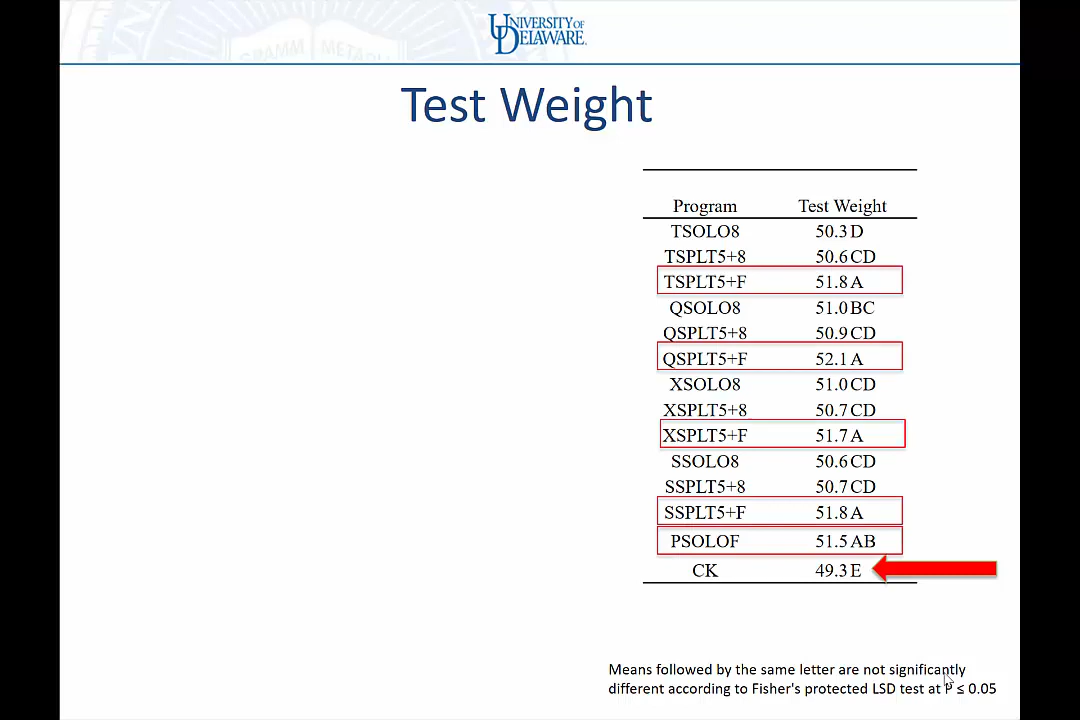 UNIVERSITY OF
DELAWARE.
Test Weight
Program Test Weight
TSOLO8 50.3 D
TSPLT5+8 50.6 CD
TSPLT5+F 51.8 A
QSOLO8 51.0 BC
QSPLT5+8 50.9 CD
QSPLT5+F 52.1 A
XSOLO8 51.0 CD
XSPLT5+8 50.7 CD
XSPLT5+F 51.7 A
SSOLO8 50.6 CD
SSPLT5+8 50.7 CD
SSPLT5+F 51.8 A
PSOLOF 51.5 AB
CK 49.3 E
Means followed by the same letter are not significantly
different according to Fisher's protected LSD test at P ≤ 0.05